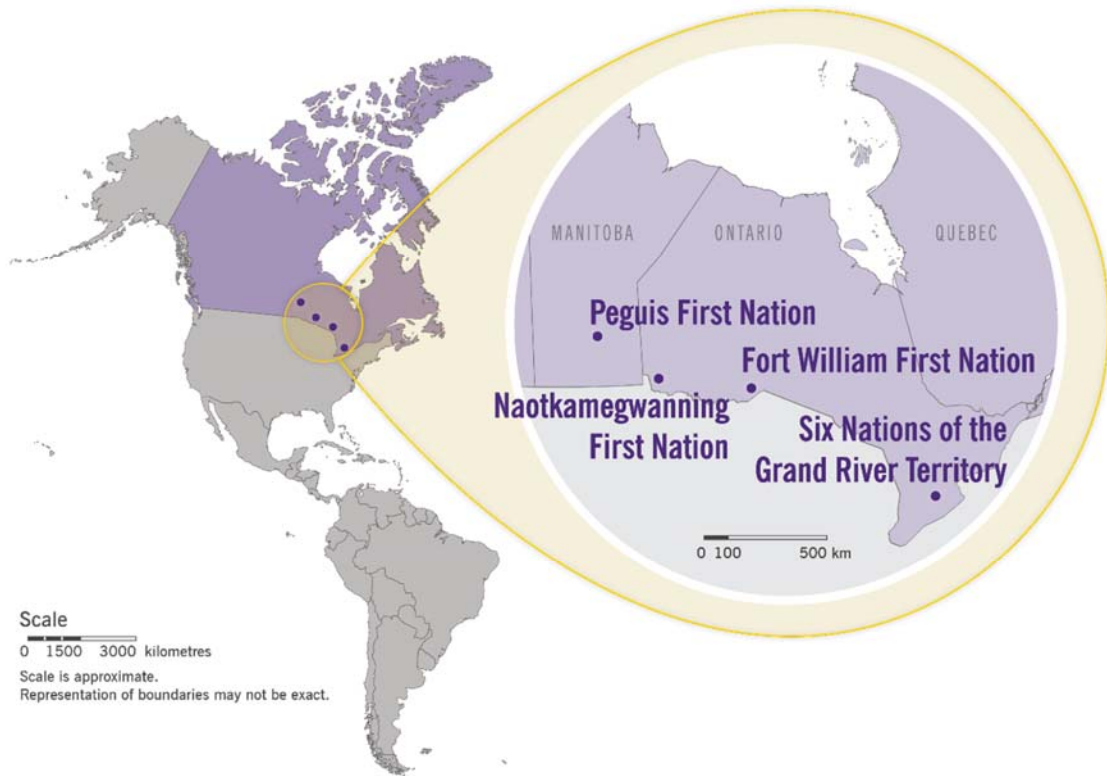 MANITOBA
ONTARIO
QUEBEC
Peguis First Nation
Fort William First Nation
Naotkamegwanning
First Nation
Six Nations of the
Grand River Territory
0 100 500 km
Scale
0 1500 3000 kilometres
Scale is approximate.
Representation of boundaries may not be exact.